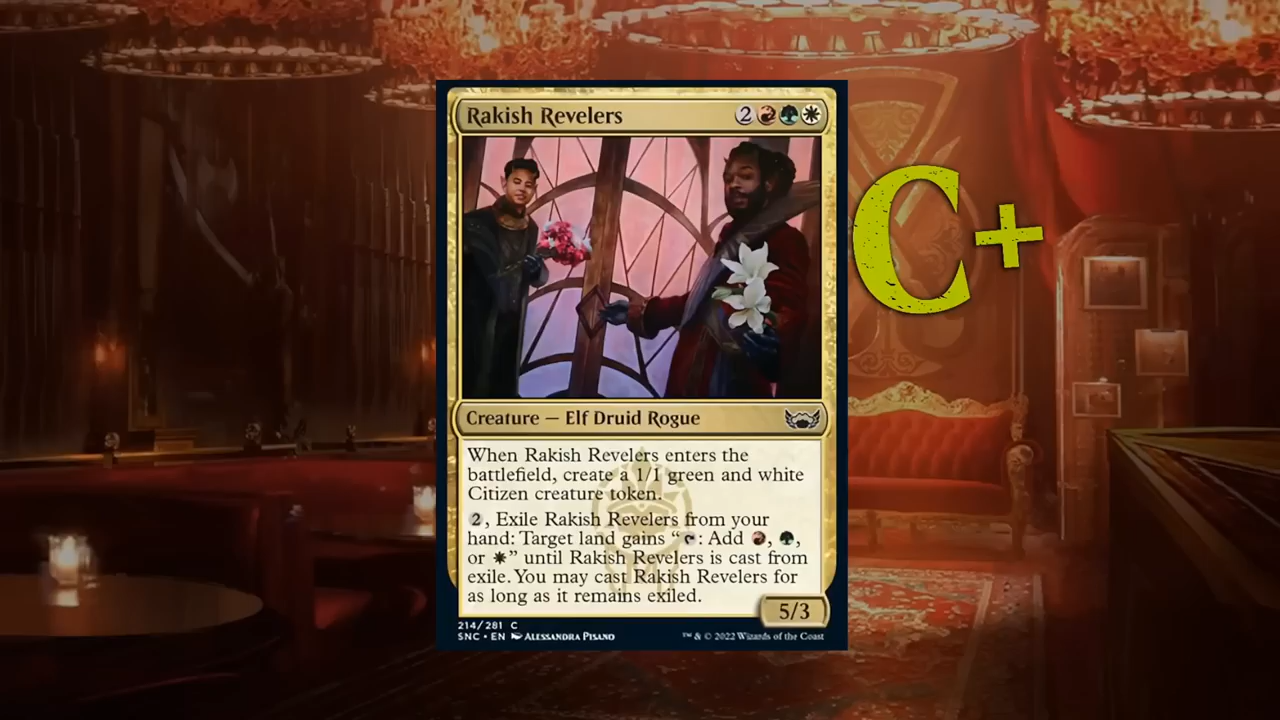 Rakish Revelers 2
C+
Creature — Elf Druid Rogue
When Rakish Revelers enters the
battlefield, create a 1/1 green and white
Citizen creature token.
2, Exile Rakish Revelers from your
hand: Target land gains “: Add , ,
or ” until Rakish Revelers is cast from
exile. You may cast Rakish Revelers for
as long as it remains exiled.
5/3
214/281 C
SNC • EN Alessandra Pisano
™ & © 2022 Wizards of the Coast